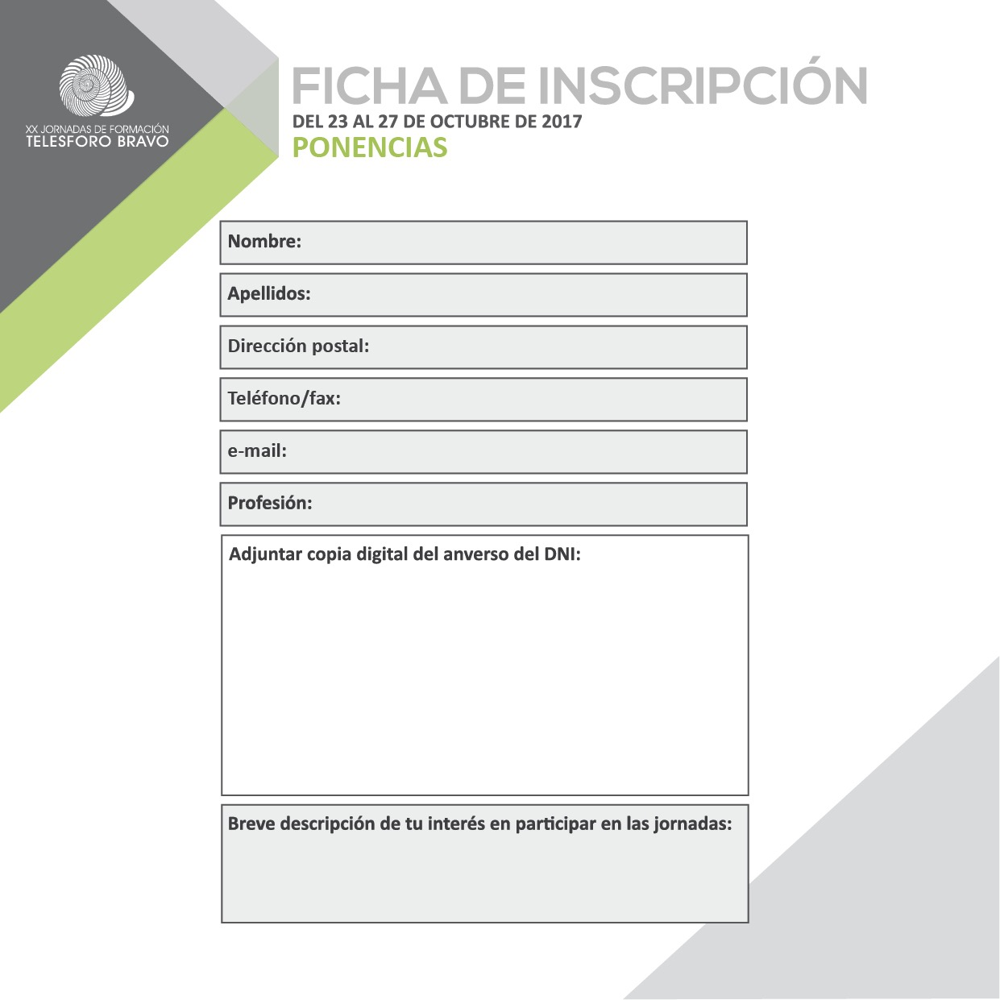 XX JORNADAS DE FORMACIÓN
TELESFORO BRAVO
FICHA DE INSCRIPCIÓN
DEL 23 AL 27 DE OCTUBRE DE 2017
PONENCIAS
Nombre:
Apellidos:
Dirección postal:
Teléfono/fax:
e-mail:
Profesión:
Adjuntar copia digital del anverso del DNI:
Breve descripción de tu interés en participar en las jornadas: